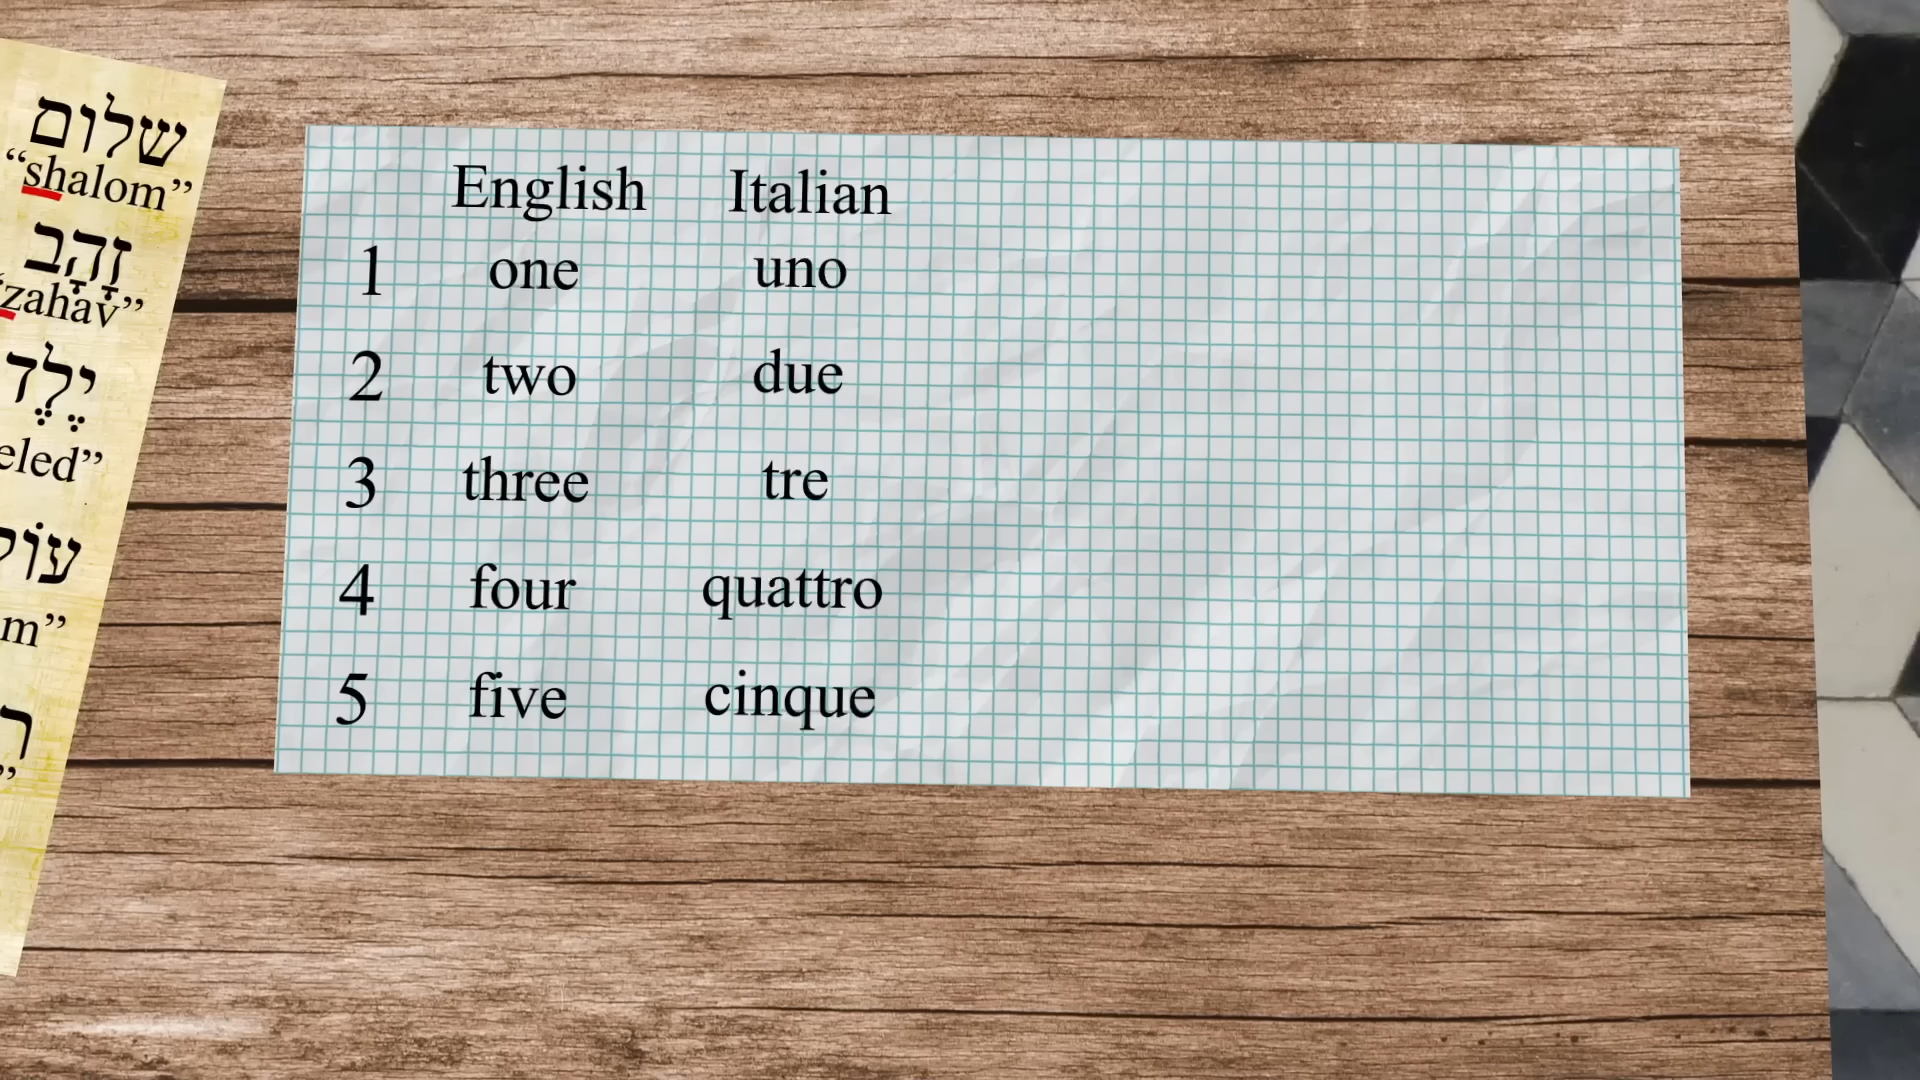 שלום
“shalom”
זָהָב
“zahav”
יֶלֶד
eled”
English Italian
1 one uno
2 two due
3 three tre
4 four quattro
5 five cinque